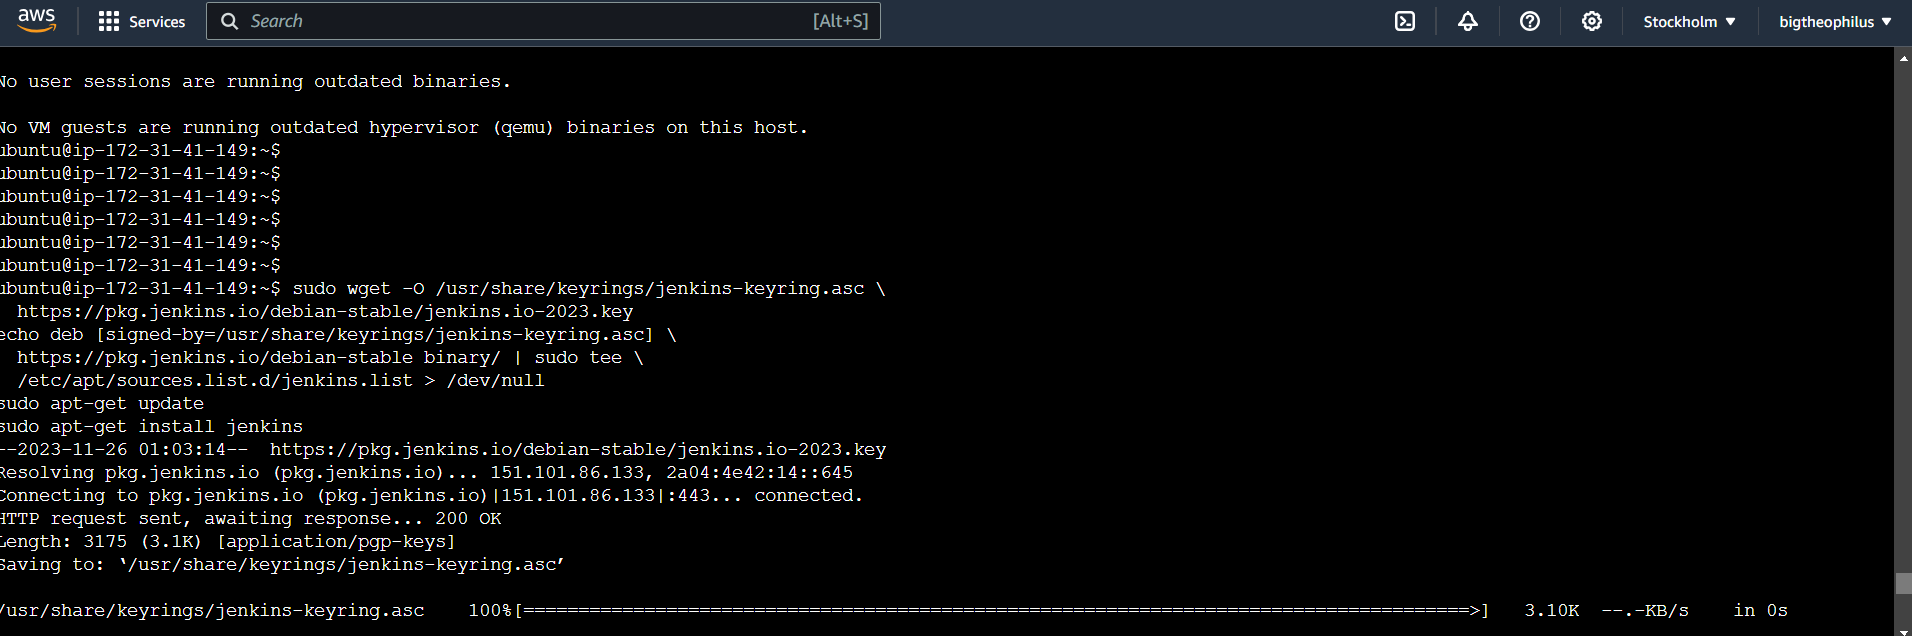 aws
Services
Search
[Alt+S]
Stockholm ▼
bigtheophilus ▼
No user sessions are running outdated binaries.
No VM guests are running outdated hypervisor (qemu) binaries on this host.
ubuntu@ip-172-31-41-149:~$
ubuntu@ip-172-31-41-149:~$
ubuntu@ip-172-31-41-149:~$
ubuntu@ip-172-31-41-149:~$
ubuntu@ip-172-31-41-149:~$
ubuntu@ip-172-31-41-149:~$
ubuntu@ip-172-31-41-149:~$ sudo wget -O /usr/share/keyrings/jenkins-keyring.asc \
https://pkg.jenkins.io/debian-stable/jenkins.io-2023.key
echo deb [signed-by=/usr/share/keyrings/jenkins-keyring.asc] \
https://pkg.jenkins.io/debian-stable binary/ | sudo tee \
/etc/apt/sources.list.d/jenkins.list > /dev/null
sudo apt-get update
sudo apt-get install jenkins
--2023-11-26 01:03:14--  https://pkg.jenkins.io/debian-stable/jenkins.io-2023.key
Resolving pkg.jenkins.io (pkg.jenkins.io)... 151.101.86.133, 2a04:4e42:14::645
Connecting to pkg.jenkins.io (pkg.jenkins.io)|151.101.86.133|:443... connected.
HTTP request sent, awaiting response... 200 OK
Length: 3175 (3.1K) [application/pgp-keys]
Saving to: ‘/usr/share/keyrings/jenkins-keyring.asc’
/usr/share/keyrings/jenkins-keyring.asc    100%[======================================================================================>]   3.10K  --.-KB/s    in 0s